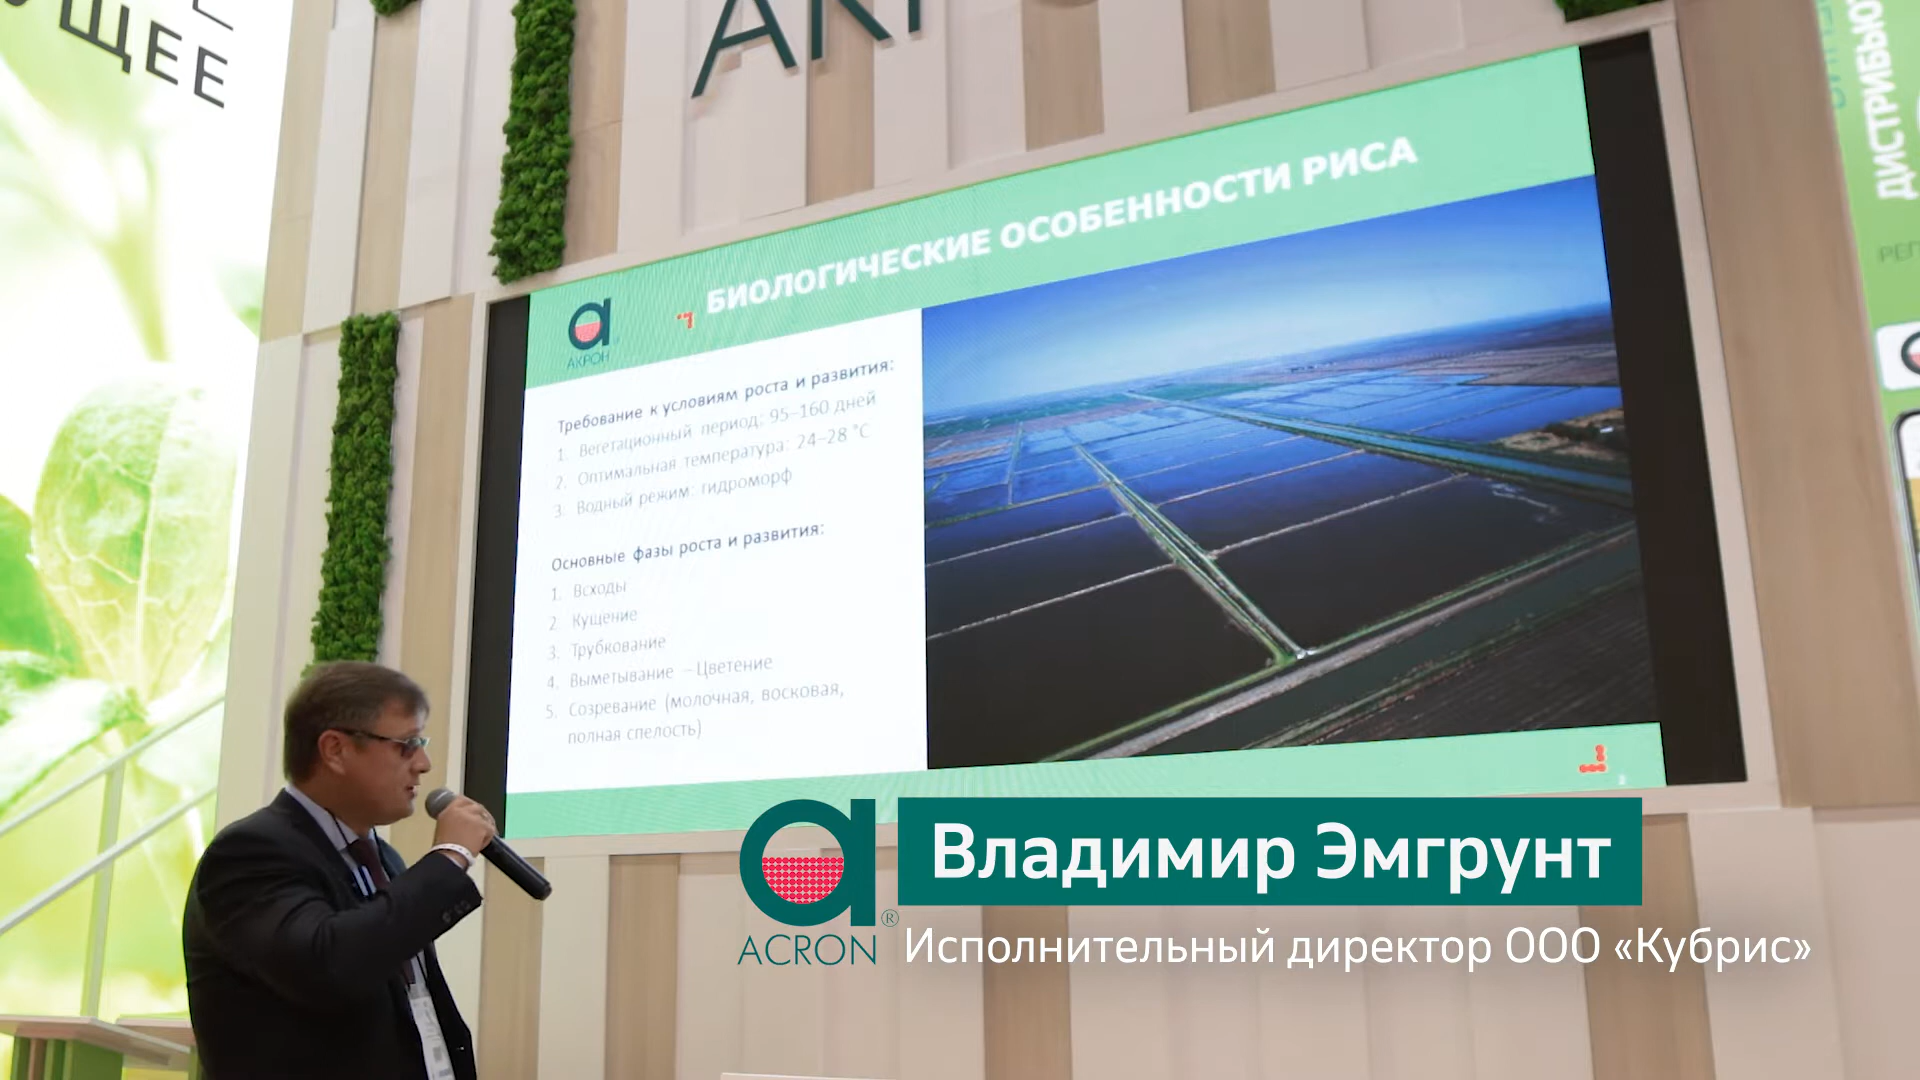 ЩЕЕ
БИОЛОГИЧЕСКИЕ ОСОБЕННОСТИ РИСА
АКРОН
Требование к условиям роста и развития:
1. Вегетационный период: 95–160 дней
2. Оптимальная температура: 24–28 °С
3. Водный режим: гидроморф
Основные фазы роста и развития:
1. Всходы
2. Кущение
3. Трубкование
4. Выметывание – Цветение
5. Созревание (молочная, восковая,
полная спелость)
ДИСТРИБЬЮ
РЕГ
ACRON®
Владимир Эмгрунт
Исполнительный директор ООО «Кубрис»